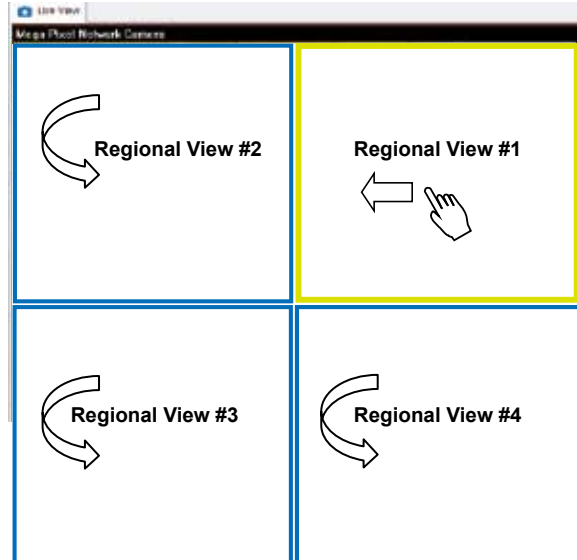 Live View
Mega Pixel Network Camera
Regional View #2
Regional View #1
Regional View #3
Regional View #4